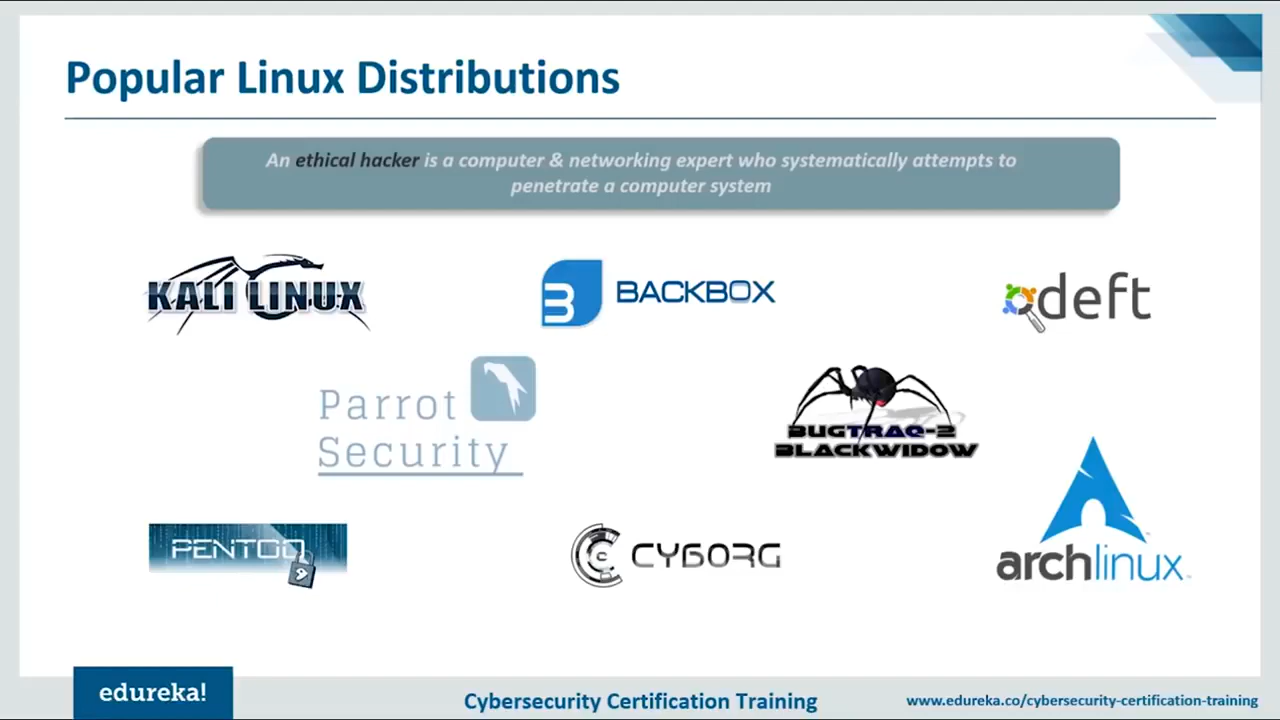 Popular Linux Distributions
An ethical hacker is a computer & networking expert who systematically attempts to
penetrate a computer system
KALI LINUX
3 BACKBOX
deft
Parrot
Security
BUGTRAQ-2
BLACKWIDOW
PENTOO
CYBORG
archlinux
edureka!
Cybersecurity Certification Training
www.edureka.co/cybersecurity-certification-training